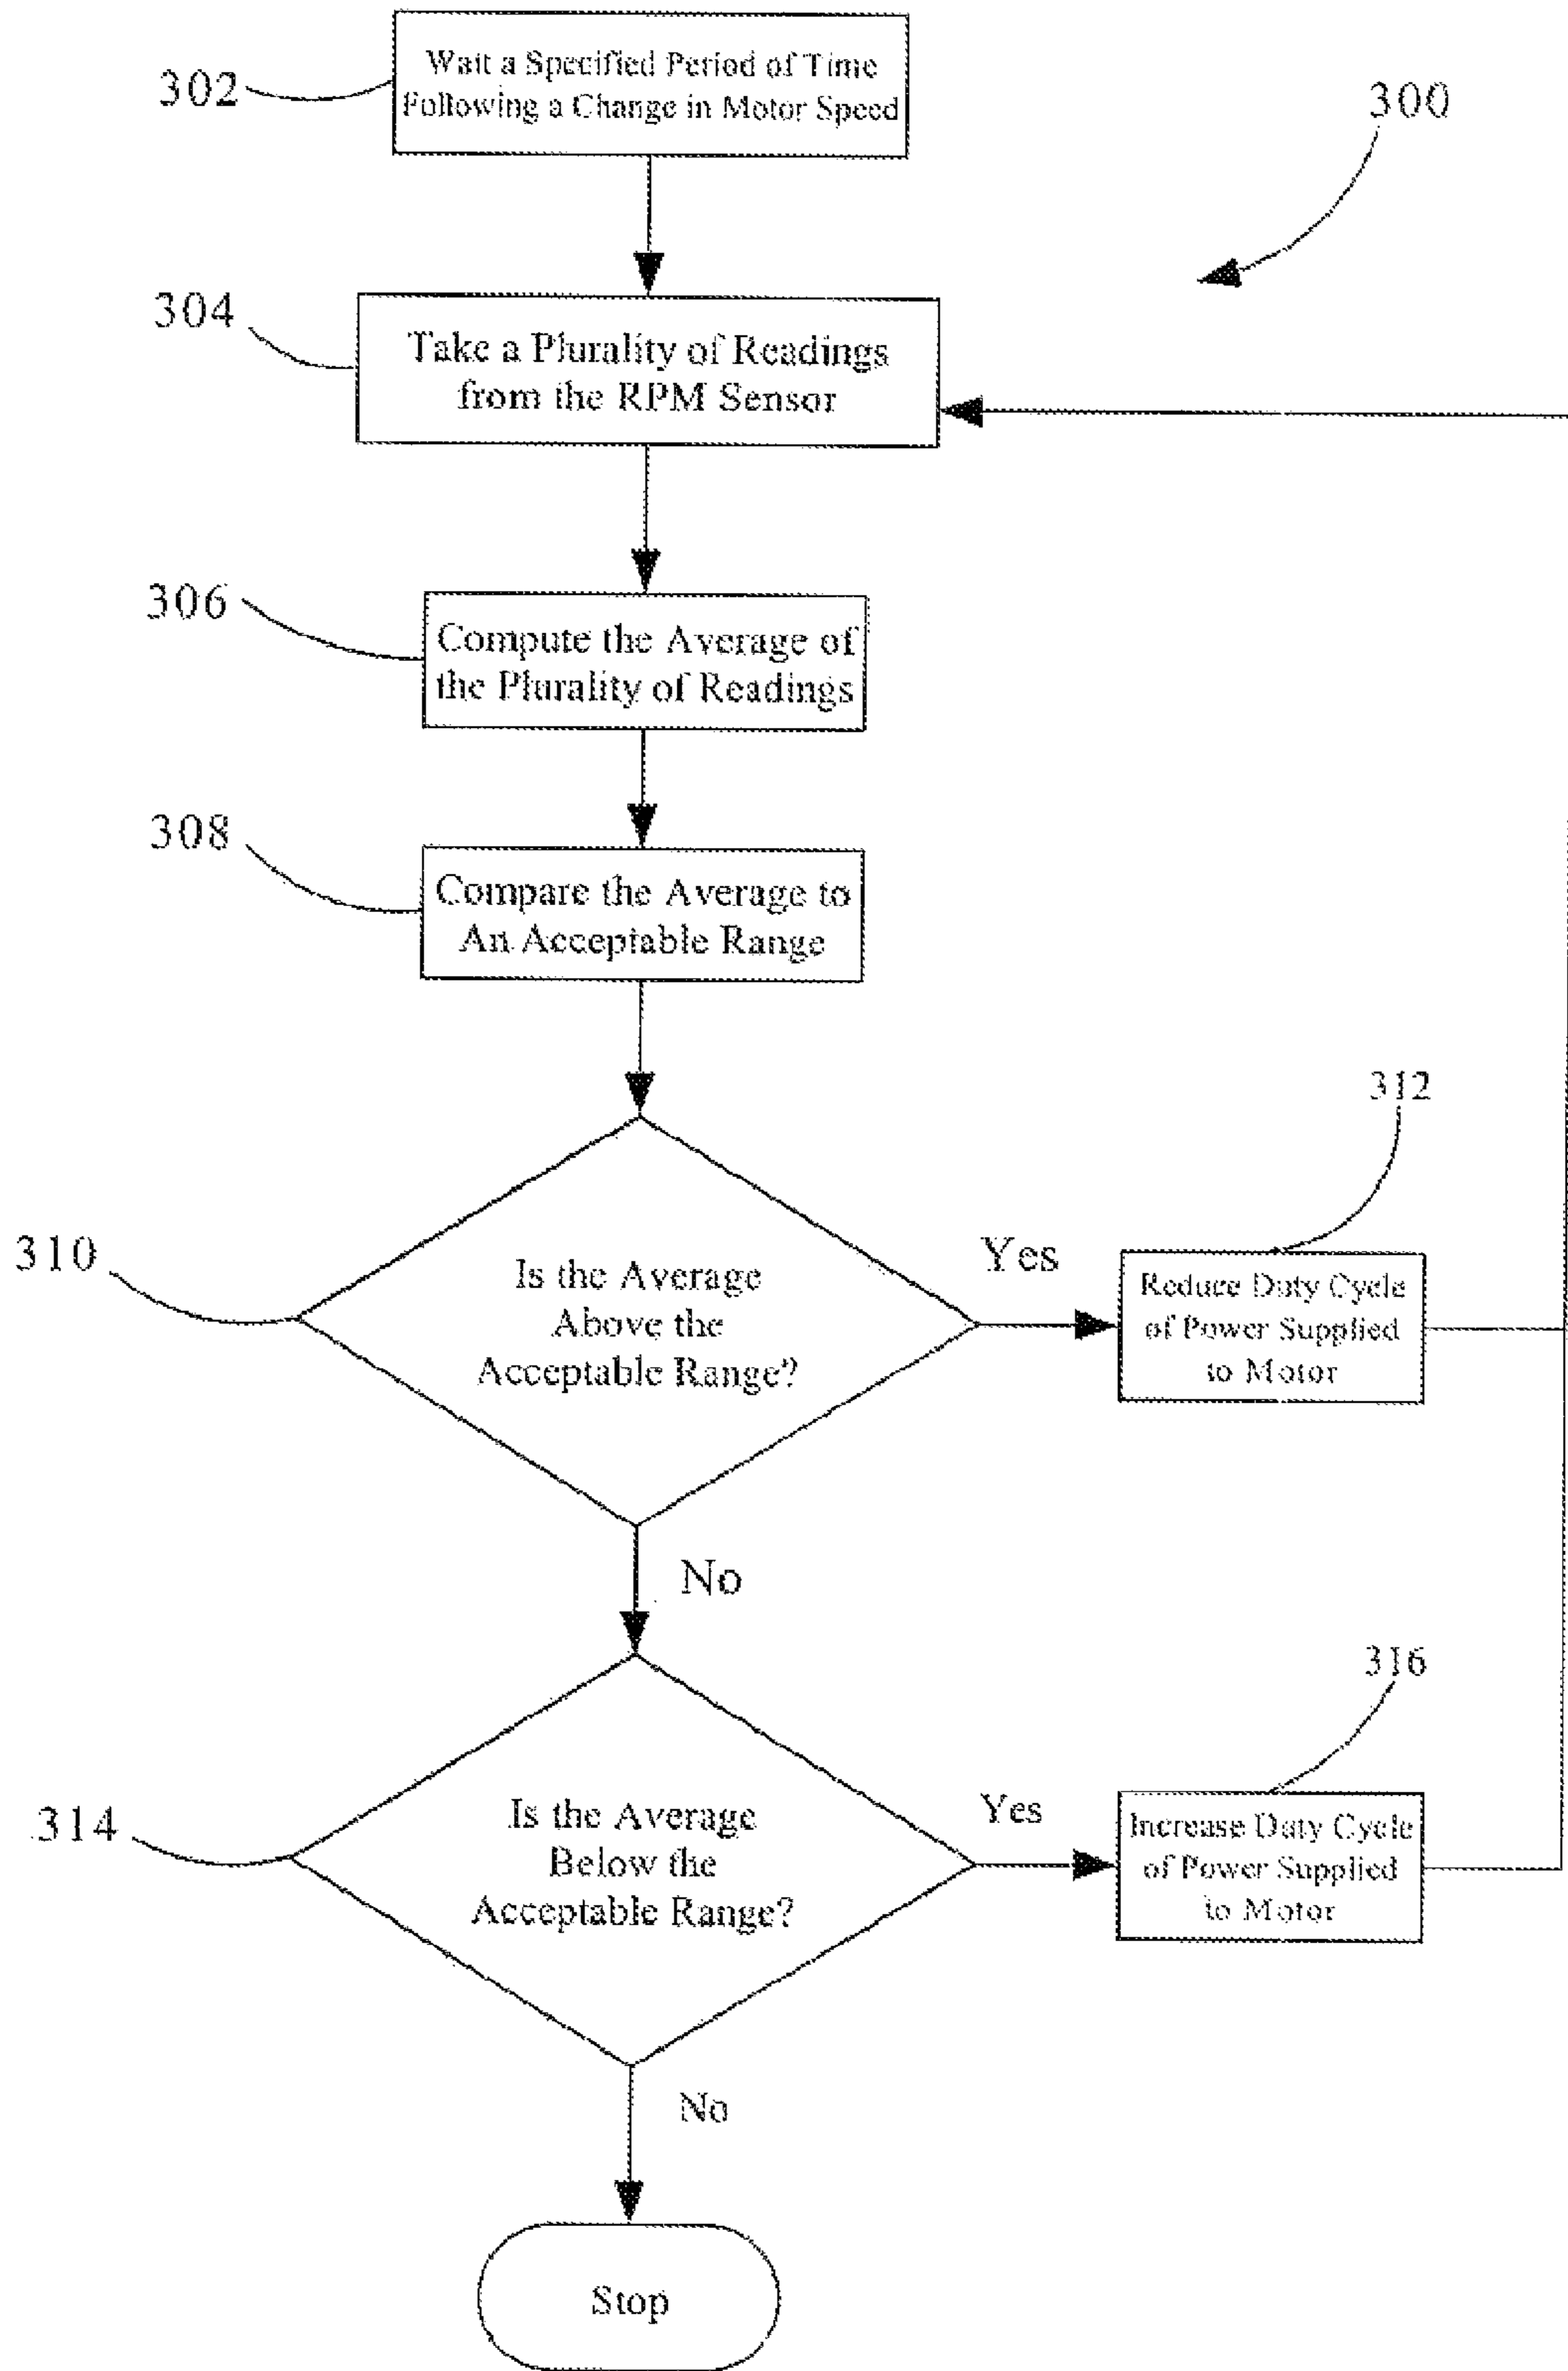 302
Wait a Specified Period of Time
Following a Change in Motor Speed
300
304
Take a Plurality of Readings
from the RPM Sensor
306
Compute the Average of
the Plurality of Readings
308
Compare the Average to
An Acceptable Range
310
Is the Average
Above the
Acceptable Range?
Yes
312
Reduce Duty Cycle
of Power Supplied
to Motor
No
314
Is the Average
Below the
Acceptable Range?
Yes
316
Increase Duty Cycle
of Power Supplied
to Motor
No
Stop